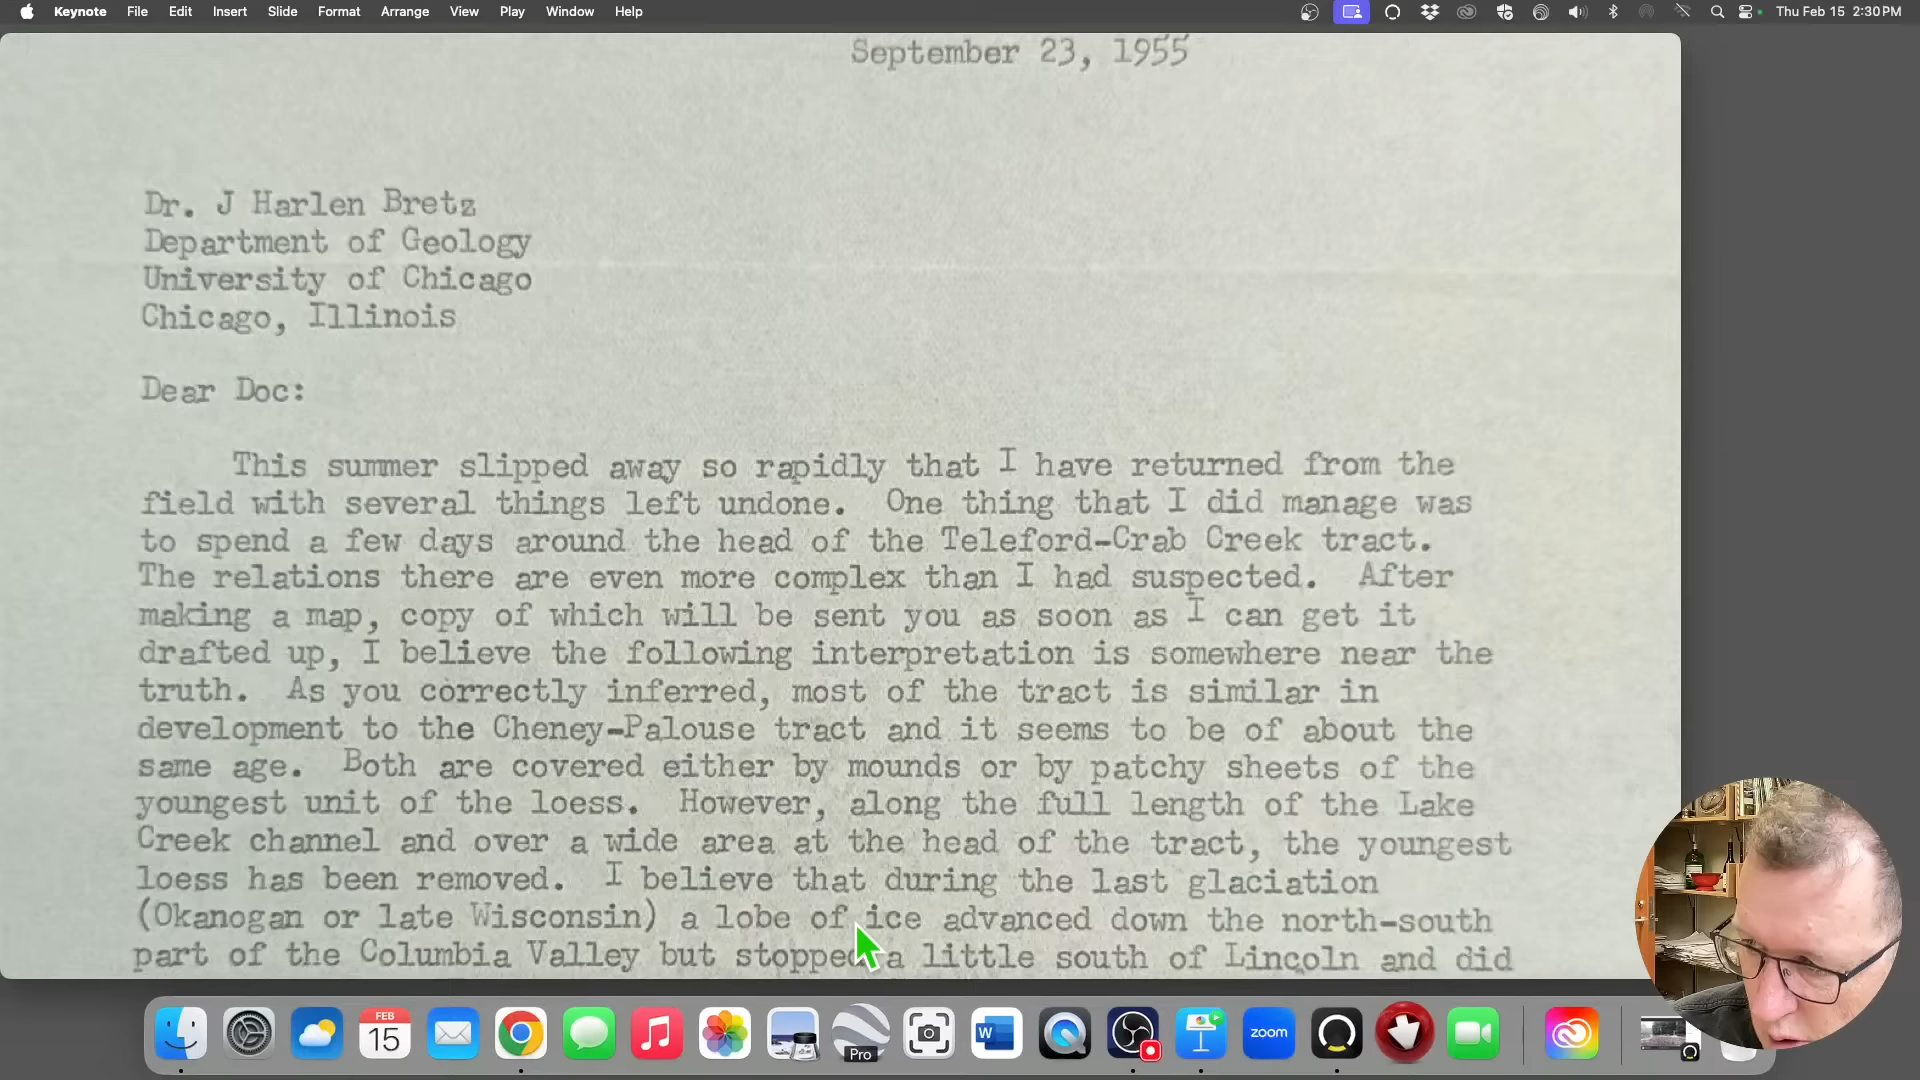 Keynote File Edit Insert Slide Format Arrange View Play Window Help Thu Feb 15 2:30 PM
September 23, 1955
Dr. J Harlen Bretz
Department of Geology
University of Chicago
Chicago, Illinois
Dear Doc:
This summer slipped away so rapidly that I have returned from the
field with several things left undone. One thing that I did manage was
to spend a few days around the head of the Teleford-Crab Creek tract.
The relations there are even more complex than I had suspected. After
making a map, copy of which will be sent you as soon as I can get it
drafted up, I believe the following interpretation is somewhere near the
truth. As you correctly inferred, most of the tract is similar in
development to the Cheney-Palouse tract and it seems to be of about the
same age. Both are covered either by mounds or by patchy sheets of the
youngest unit of the loess. However, along the full length of the Lake
Creek channel and over a wide area at the head of the tract, the youngest
loess has been removed. I believe that during the last glaciation
(Okanogan or late Wisconsin) a lobe of ice advanced down the north-south
part of the Columbia Valley but stopped a little south of Lincoln and did
FEB
15
Pro
W
zoom